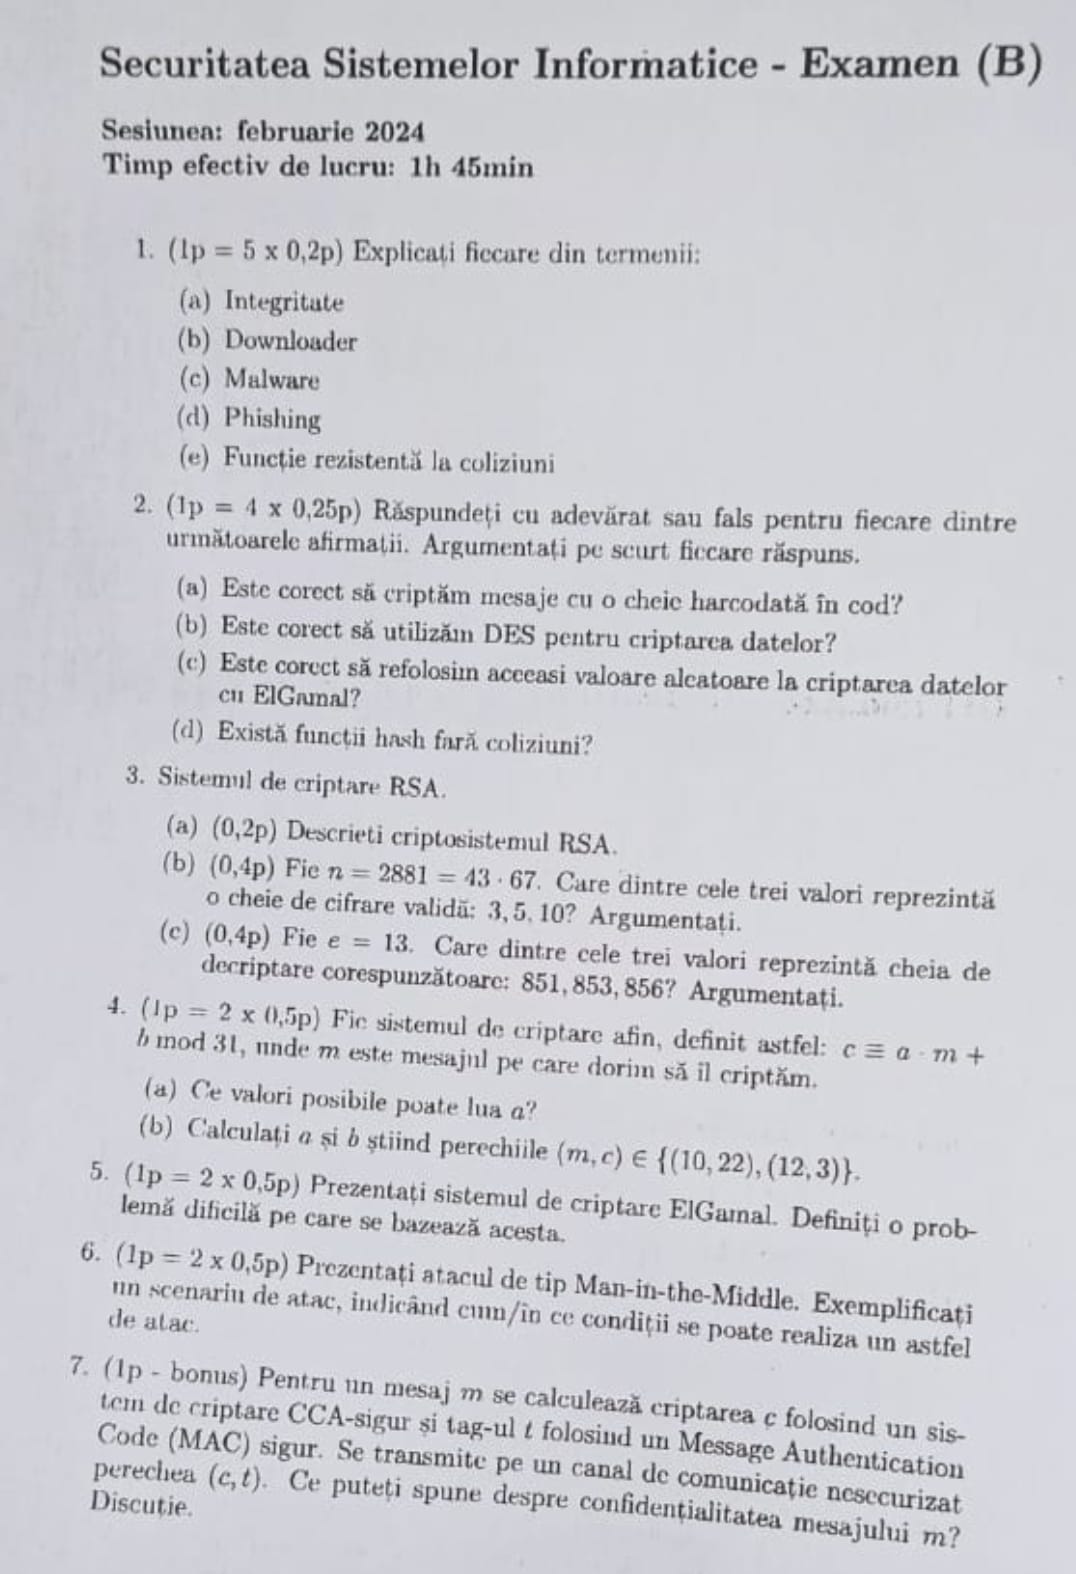 Securitatea Sistemelor Informatice - Examen (B)
Sesiunea: februarie 2024
Timp efectiv de lucru: 1h 45min
1. (1p = 5 x 0,2p) Explicați fiecare din termenii:
(a) Integritate
(b) Downloader
(c) Malware
(d) Phishing
(e) Funcție rezistentă la coliziuni
2. (1p = 4 x 0,25p) Răspundeți cu adevărat sau fals pentru fiecare dintre
următoarele afirmații. Argumentați pe scurt fiecare răspuns.
(a) Este corect să criptăm mesaje cu o cheie harcodată în cod?
(b) Este corect să utilizăm DES pentru criptarea datelor?
(c) Este corect să refolosim aceeasi valoare aleatoare la criptarea datelor
cu ElGamal?
(d) Există funcții hash fară coliziuni?
3. Sistemul de criptare RSA.
(a) (0,2p) Descrieti criptosistemul RSA.
(b) (0,4p) Fie n = 2881 = 43 · 67. Care dintre cele trei valori reprezintă
o cheie de cifrare validă: 3, 5, 10? Argumentați.
(c) (0,4p) Fie e = 13. Care dintre cele trei valori reprezintă cheia de
decriptare corespunzătoare: 851, 853, 856? Argumentați.
4. (1p = 2 x 0,5p) Fie sistemul de criptare afin, definit astfel: c ≡ a · m +
b mod 31, unde m este mesajul pe care dorim să îl criptăm.
(a) Ce valori posibile poate lua a?
(b) Calculați a și b știind perechiile (m, c) ∈ {(10, 22), (12, 3)}.
5. (1p = 2 x 0,5p) Prezentați sistemul de criptare ElGamal. Definiți o prob-
lemă dificilă pe care se bazează acesta.
6. (1p = 2 x 0,5p) Prezentați atacul de tip Man-in-the-Middle. Exemplificați
un scenariu de atac, indicând cum/în ce condiții se poate realiza un astfel
de atac.
7. (1p - bonus) Pentru un mesaj m se calculează criptarea c folosind un sis-
tem de criptare CCA-sigur și tag-ul t folosind un Message Authentication
Code (MAC) sigur. Se transmite pe un canal de comunicație nesecurizat
perechea (c, t). Ce puteți spune despre confidențialitatea mesajului m?
Discuție.